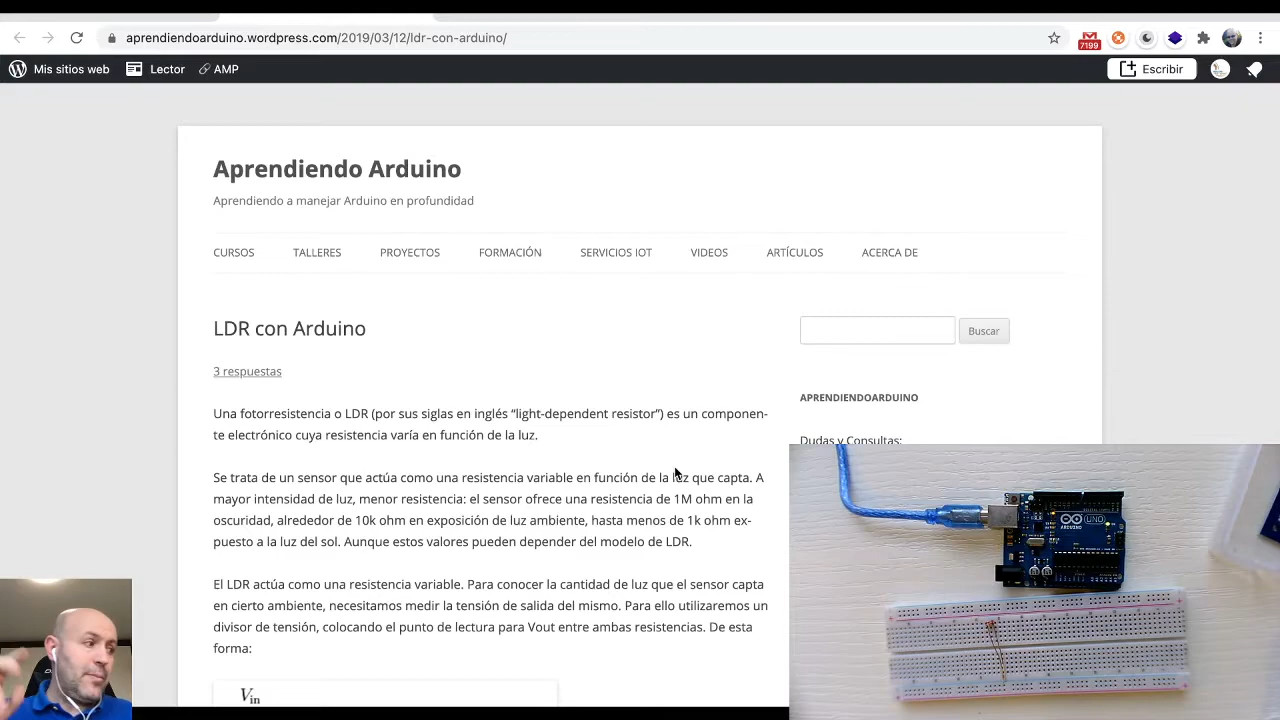 aprendiendoarduino.wordpress.com/2019/03/12/ldr-con-arduino/
7199
Mis sitios web
Lector
AMP
Escribir
Aprendiendo Arduino
Aprendiendo a manejar Arduino en profundidad
CURSOS TALLERES PROYECTOS FORMACIÓN SERVICIOS IOT VIDEOS ARTÍCULOS ACERCA DE
LDR con Arduino
3 respuestas
Una fotorresistencia o LDR (por sus siglas en inglés “light-dependent resistor”) es un componen-
te electrónico cuya resistencia varía en función de la luz.
Se trata de un sensor que actúa como una resistencia variable en función de la luz que capta. A
mayor intensidad de luz, menor resistencia: el sensor ofrece una resistencia de 1M ohm en la
oscuridad, alrededor de 10K ohm en exposición de luz ambiente, hasta menos de 1k ohm ex-
puesto a la luz del sol. Aunque estos valores pueden depender del modelo de LDR.
El LDR actúa como una resistencia variable. Para conocer la cantidad de luz que el sensor capta
en cierto ambiente, necesitamos medir la tensión de salida del mismo. Para ello utilizaremos un
divisor de tensión, colocando el punto de lectura para Vout entre ambas resistencias. De esta
forma:
Vin
Buscar
APRENDIENDOARDUINO
Dudas y Consultas:
UNO
ARDUINO